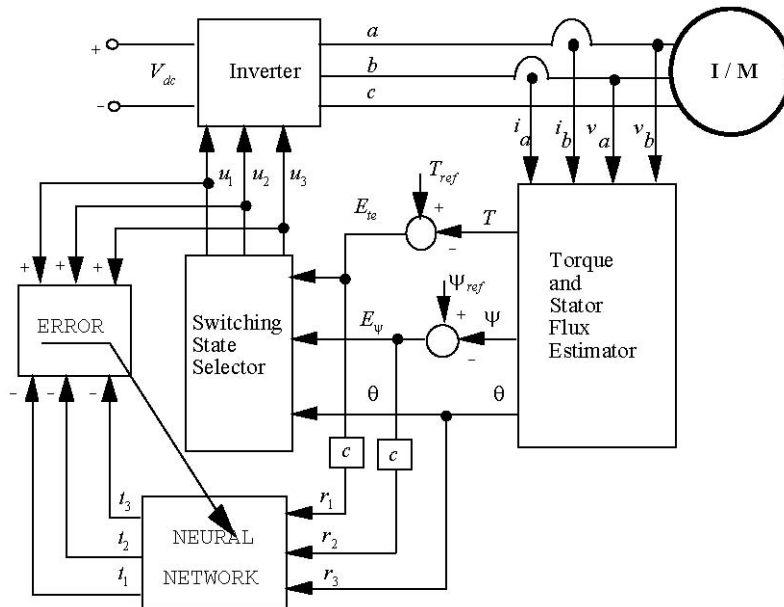 a
+
V_dc
Inverter
b
I / M
-
c
i_a
i_b
v_a
v_b
u_1
u_2
u_3
T_ref
E_te
+
T
-
+
+
+
Torque
and
Stator
Flux
Estimator
Ψ_ref
ERROR
Switching
State
Selector
E_ψ
+
Ψ
-
-
-
-
θ
θ
c
c
t_3
r_1
NEURAL
t_2
r_2
NETWORK
t_1
r_3